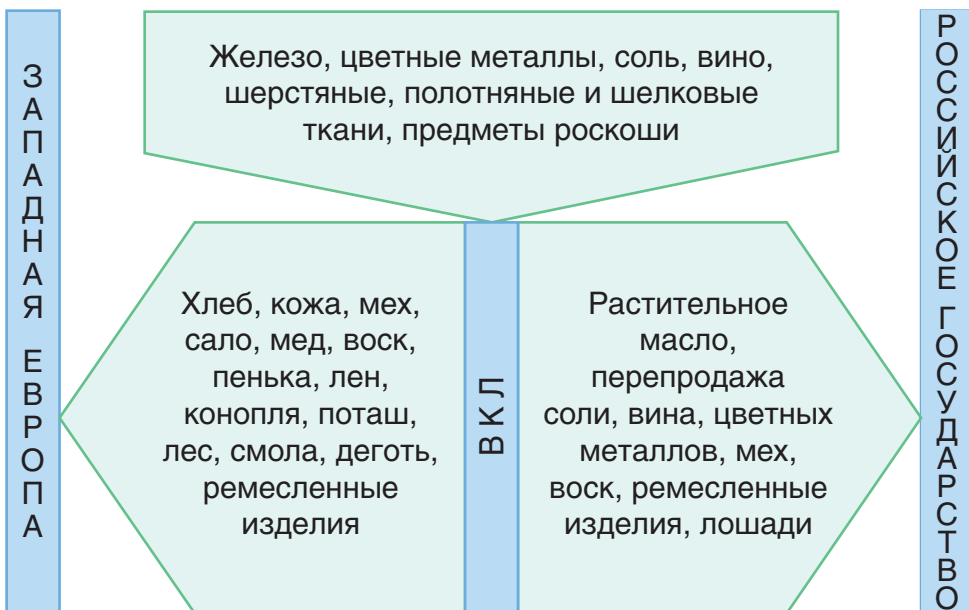 ЗАПАДНАЯ ЕВРОПА
Железо, цветные металлы, соль, вино,
шерстяные, полотняные и шелковые
ткани, предметы роскоши
Хлеб, кожа, мех,
сало, мед, воск,
пенька, лен,
конопля, поташ,
лес, смола, деготь,
ремесленные
изделия
ВКЛ
Растительное
масло,
перепродажа
соли, вина, цветных
металлов, мех,
воск, ремесленные
изделия, лошади
РОССИЙСКОЕ ГОСУДАРСТВО